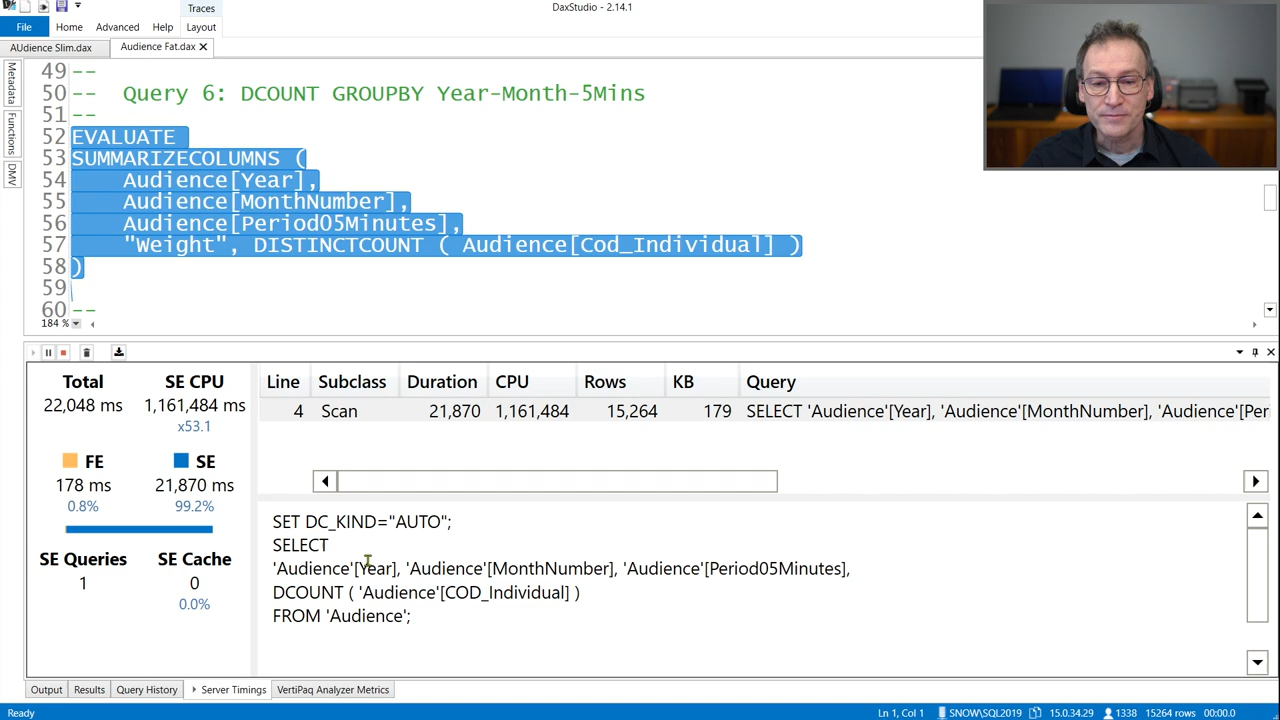 Traces
DaxStudio - 2.14.1
File Home Advanced Help Layout
AUdience Slim.dax Audience Fat.dax
Metadata
Functions
DMV
49 --
50 -- Query 6: DCOUNT GROUPBY Year-Month-5Mins
51 --
52 EVALUATE
53 SUMMARIZECOLUMNS (
54 Audience[Year],
55 Audience[MonthNumber],
56 Audience[Period05Minutes],
57 "Weight", DISTINCTCOUNT ( Audience[Cod_Individual] )
58 )
59
60 --
184 %
Total SE CPU
22,048 ms 1,161,484 ms
x53.1
FE SE
178 ms 21,870 ms
0.8% 99.2%
SE Queries SE Cache
1 0
0.0%
Line Subclass Duration CPU Rows KB Query
4 Scan 21,870 1,161,484 15,264 179 SELECT 'Audience'[Year], 'Audience'[MonthNumber], 'Audience'[Per
SET DC_KIND="AUTO";
SELECT
'Audience'[Year], 'Audience'[MonthNumber], 'Audience'[Period05Minutes],
DCOUNT ( 'Audience'[COD_Individual] )
FROM 'Audience';
Output Results Query History Server Timings VertiPaq Analyzer Metrics
Ready Ln 1, Col 1 SNOW\SQL2019 15.0.34.29 1338 15264 rows 00:00.0